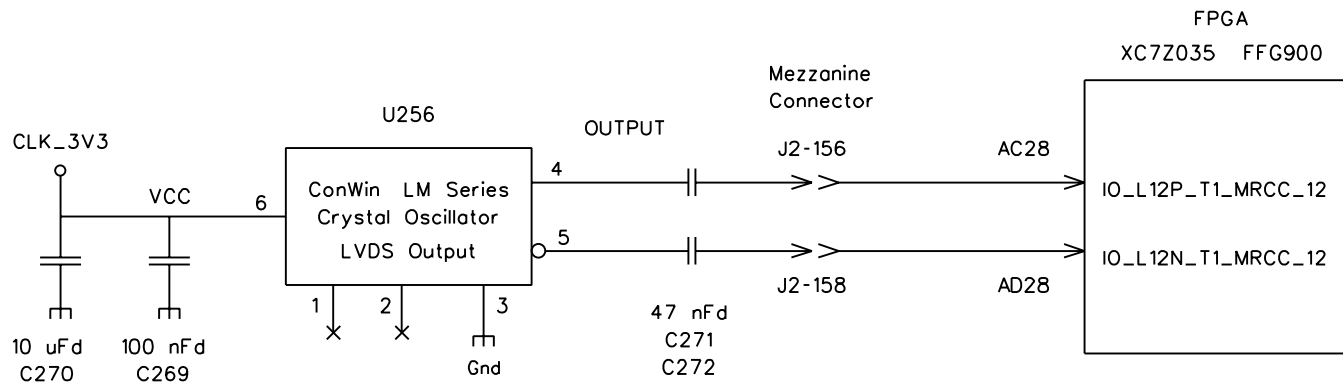 FPGA
XC7Z035 FFG900
Mezzanine
Connector
U256
OUTPUT
CLK_3V3
J2-156
AC28
4
ConWin LM Series
Crystal Oscillator
LVDS Output
VCC
6
IO_L12P_T1_MRCC_12
5
IO_L12N_T1_MRCC_12
J2-158
AD28
1
2
3
10 uFd
C270
100 nFd
C269
Gnd
47 nFd
C271
C272